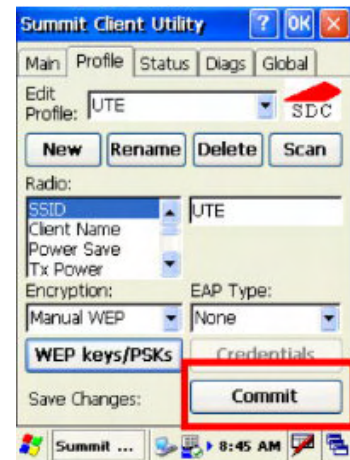 Summit Client Utility ? OK X
Main Profile Status Diags Global
Edit
Profile: UTE SDC
New Rename Delete Scan
Radio:
SSID UTE
Client Name
Power Save
Tx Power
Encryption: EAP Type:
Manual WEP None
WEP keys/PSKs Credentials
Save Changes: Commit
Summit ... 8:45 AM